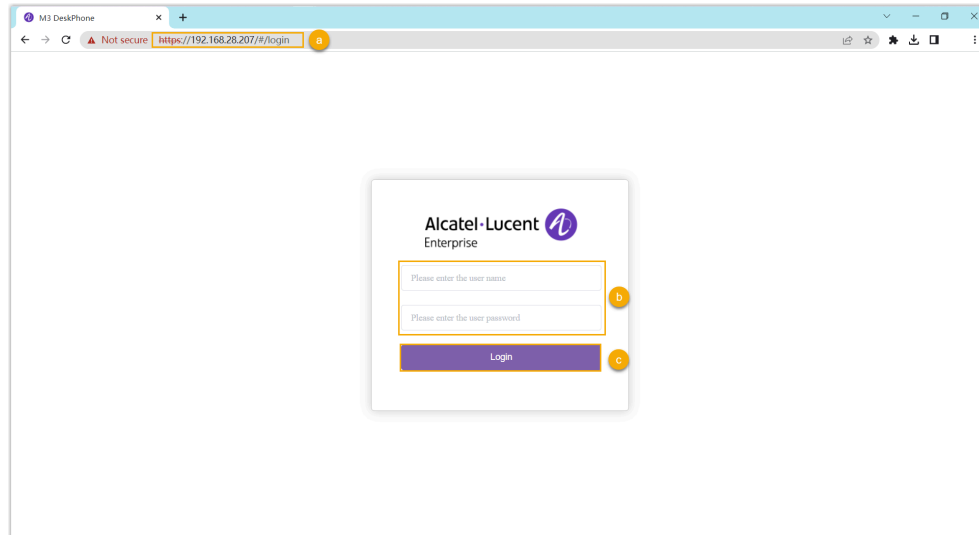 M3 DeskPhone
Not secure https://192.168.28.207/#/login a
Alcatel·Lucent
Enterprise
Please enter the user name
b
Please enter the user password
Login
c